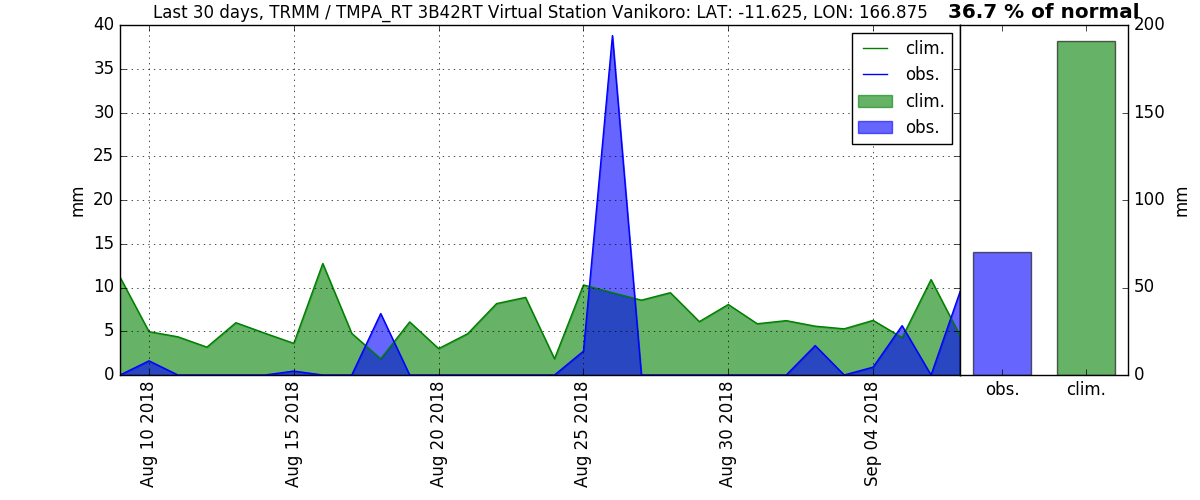 Last 30 days, TRMM / TMPA_RT 3B42RT Virtual Station Vanikoro: LAT: -11.625, LON: 166.875
36.7 % of normal
40
35
30
25
20
15
10
5
0
mm
clim.
obs.
clim.
obs.
200
150
100
50
0
mm
Aug 10 2018
Aug 15 2018
Aug 20 2018
Aug 25 2018
Aug 30 2018
Sep 04 2018
obs.
clim.